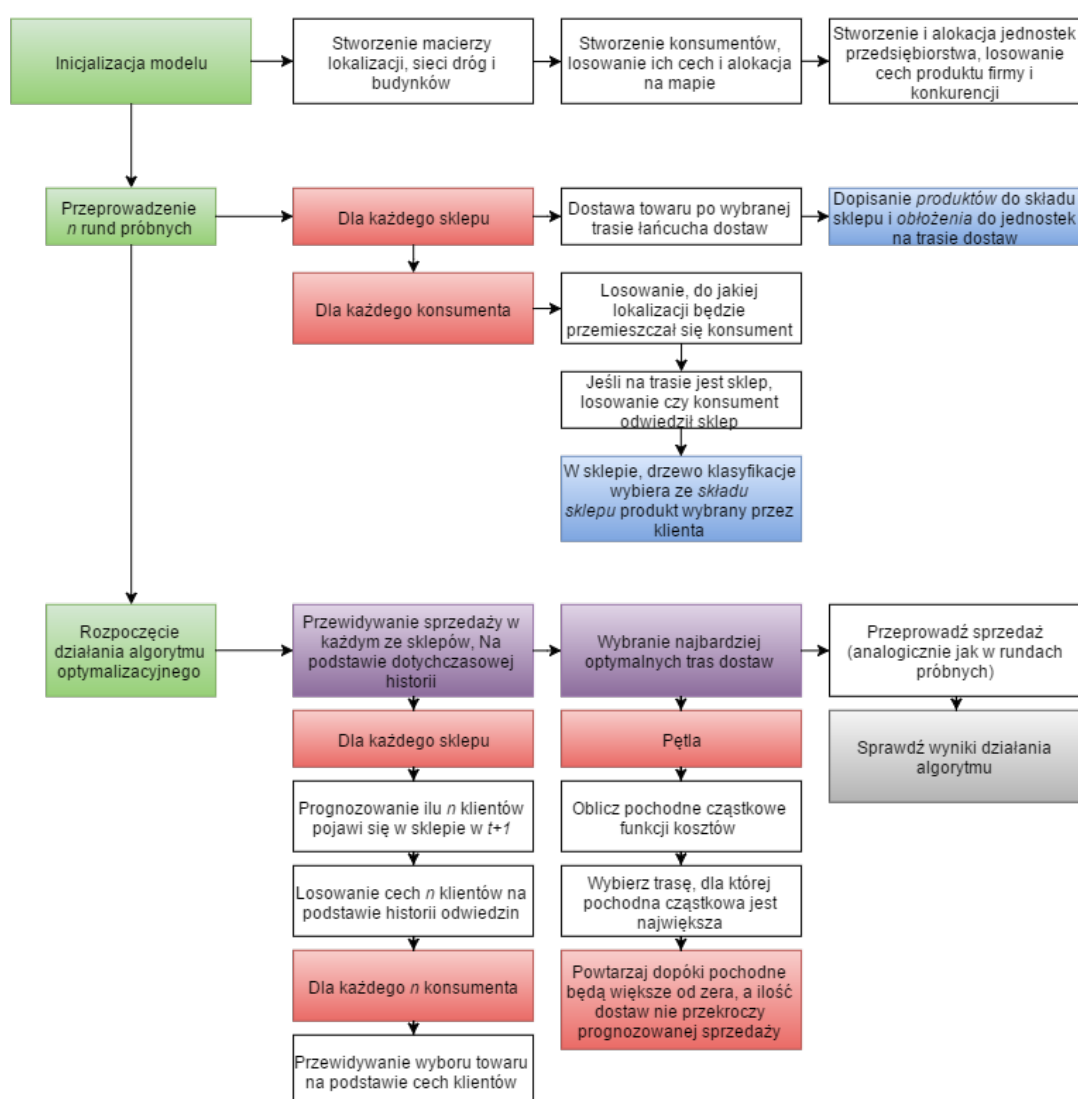 Inicjalizacja modelu
Stworzenie macierzy
lokalizacji, sieci dróg i
budynków
Stworzenie konsumentów,
losowanie ich cech i alokacja
na mapie
Stworzenie i alokacja jednostek
przedsiębiorstwa, losowanie
cech produktu firmy i
konkurencji
Przeprowadzenie
n rund próbnych
Dla każdego sklepu
Dostawa towaru po wybranej
trasie łańcucha dostaw
Dopisanie produktów do składu
sklepu i obłożenia do jednostek
na trasie dostaw
Dla każdego konsumenta
Losowanie, do jakiej
lokalizacji będzie
przemieszczał się konsument
Jeśli na trasie jest sklep,
losowanie czy konsument
odwiedził sklep
W sklepie, drzewo klasyfikacje
wybiera ze składu
sklepu produkt wybrany przez
klienta
Rozpoczęcie
działania algorytmu
optymalizacyjnego
Przewidywanie sprzedaży w
każdym ze sklepów, Na
podstawie dotychczasowej
historii
Wybranie najbardziej
optymalnych tras dostaw
Przeprowadź sprzedaż
(analogicznie jak w rundach
próbnych)
Dla każdego sklepu
Pętla
Sprawdź wyniki działania
algorytmu
Prognozowanie ilu n klientów
pojawi się w sklepie w t+1
Oblicz pochodne cząstkowe
funkcji kosztów
Losowanie cech n klientów na
podstawie historii odwiedzin
Wybierz trasę, dla której
pochodna cząstkowa jest
największa
Dla każdego n konsumenta
Powtarzaj dopóki pochodne
będą większe od zera, a ilość
dostaw nie przekroczy
prognozowanej sprzedaży
Przewidywanie wyboru towaru
na podstawie cech klientów